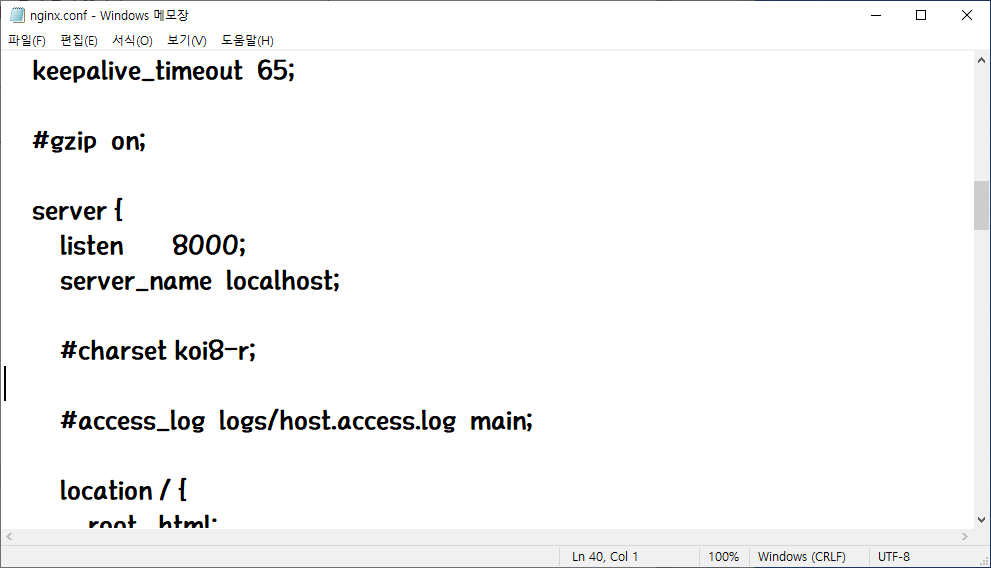 nginx.conf - Windows 메모장
파일(F) 편집(E) 서식(O) 보기(V) 도움말(H)
keepalive_timeout  65;
#gzip  on;
server {
listen       8000;
server_name  localhost;
#charset koi8-r;
#access_log  logs/host.access.log  main;
location / {
root   html;
Ln 40, Col 1 100% Windows (CRLF) UTF-8